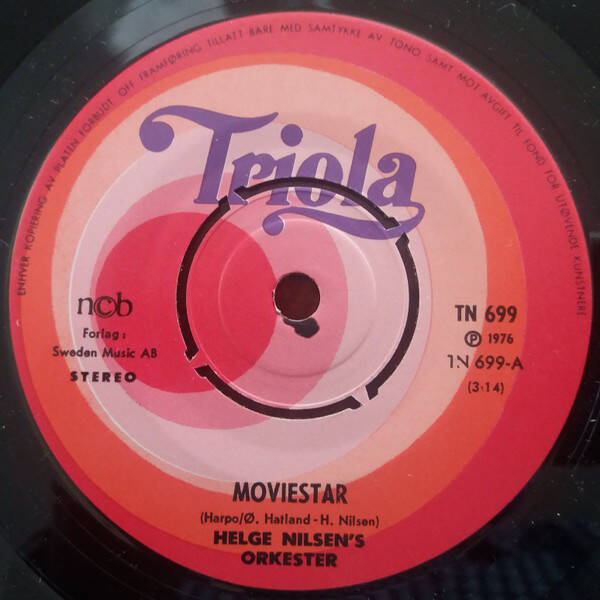 ENHVER KOPIERING AV PLATEN FORBUDT. OFF FRAMFØRING TILLATT BARE MED SAMTYKKE AV TONO SAMT MOT AVGIFT TIL FOND FOR UTØVENDE KUNSTNERE
Triola
n©b
Forlag:
Sweden Music AB
STEREO
TN 699
Ⓟ 1976
TN 699-A
(3.14)
MOVIESTAR
(Harpo/Ø. Hatland - H. Nilsen)
HELGE NILSEN'S
ORKESTER